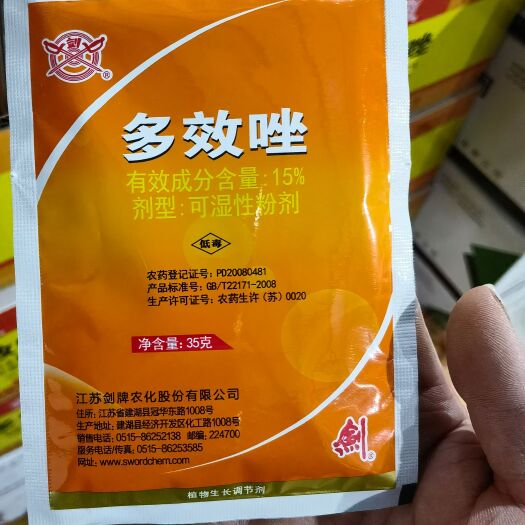 剑
®
多效唑
有效成分含量:15%
剂型:可湿性粉剂
低毒
农药登记证号:PD20080481
产品标准号:GB/T22171-2008
生产许可证号:农药生许(苏)0020
净含量:35克
江苏剑牌农化股份有限公司
住所:江苏省建湖县冠华东路1008号
生产地址:建湖县经济开发区化工路1008号
销售电话:0515-86252138 邮编:224700
服务电话/传真:0515-86253585
网址:www.swordchem.com
剑
®
植物生长调节剂